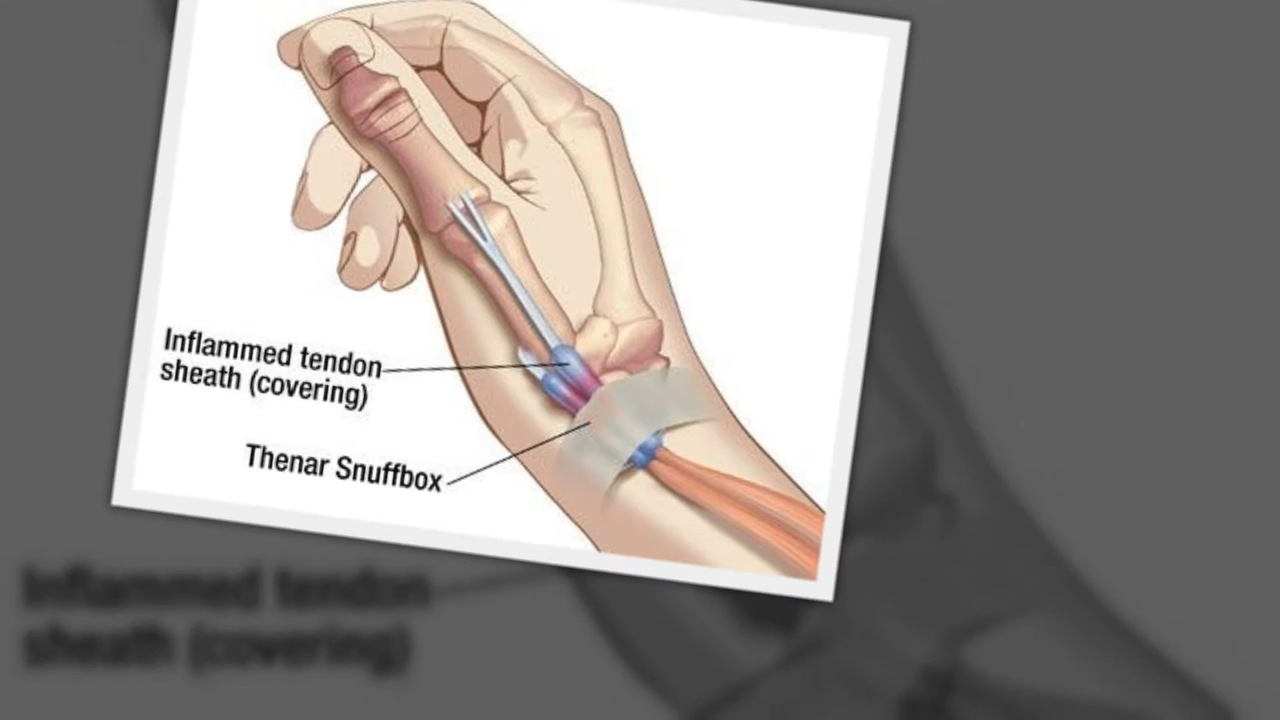 Inflammed tendon
sheath (covering)
Thenar Snuffbox
Inflammed tendon
sheath (covering)